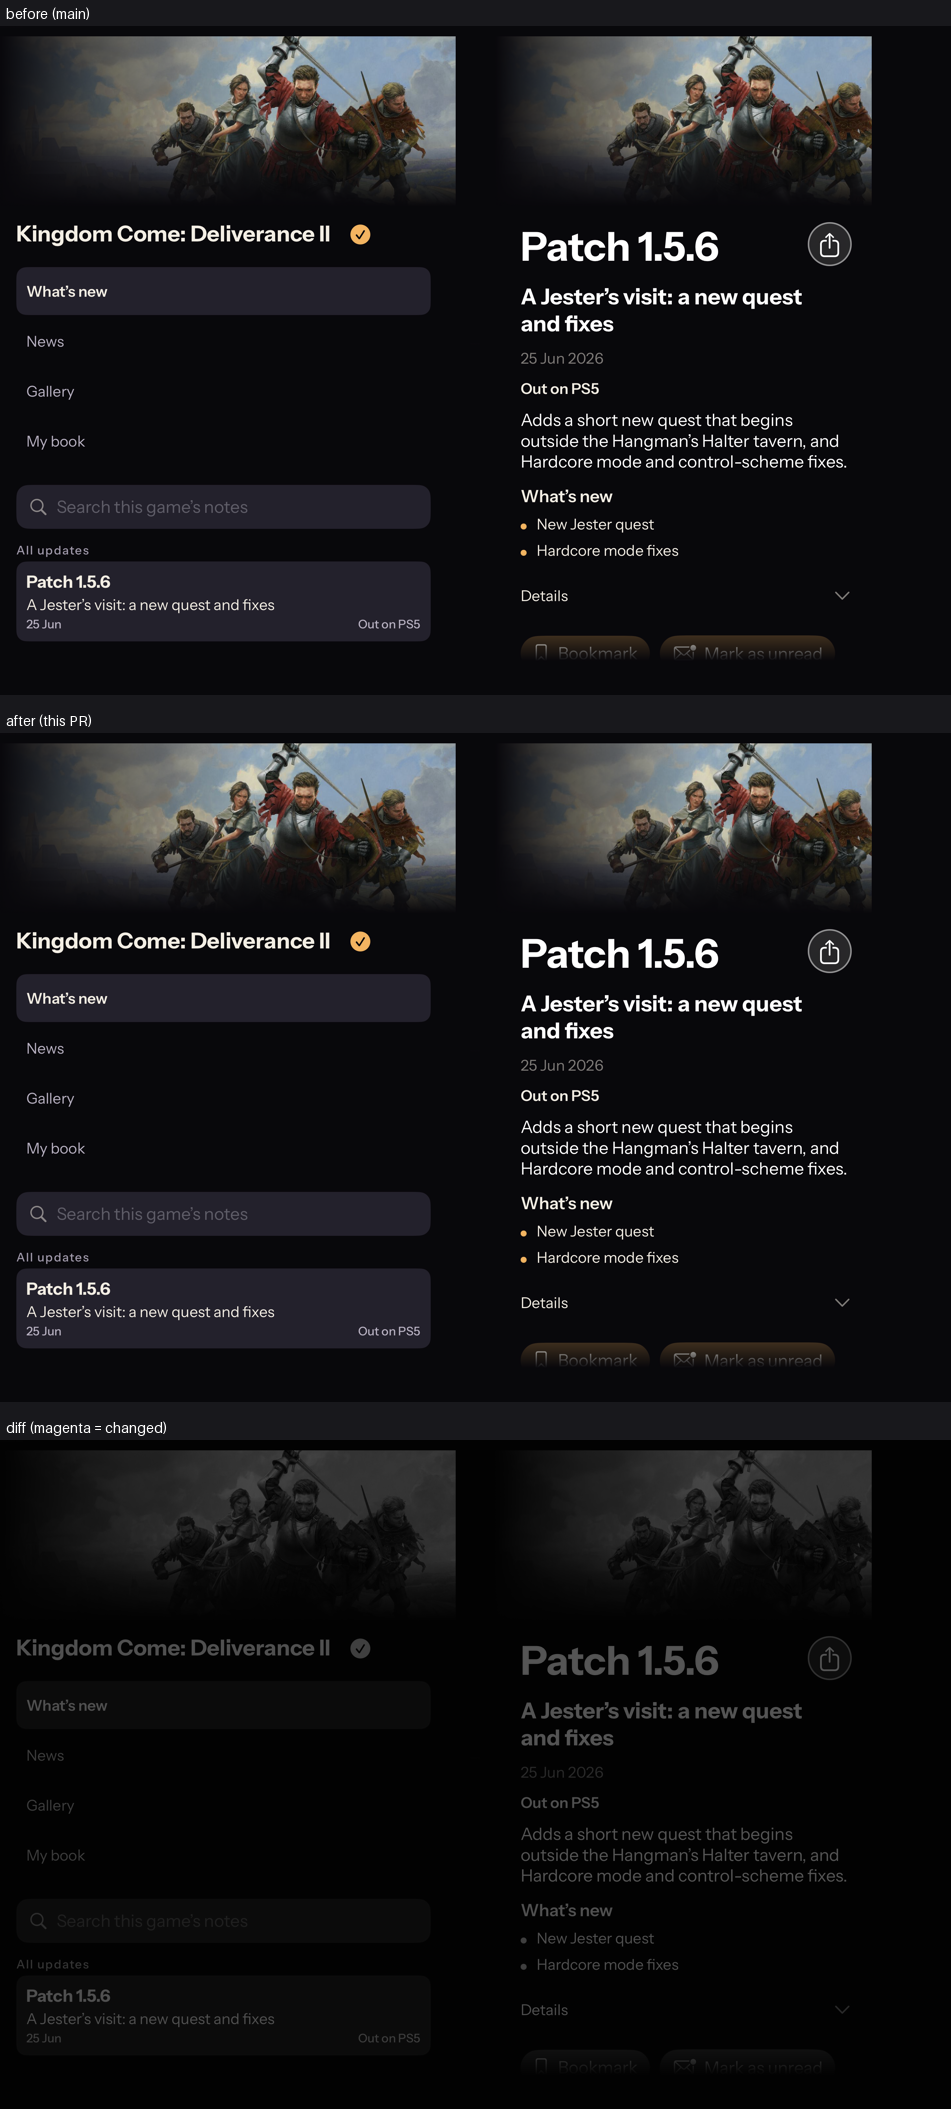 before (main)
Kingdom Come: Deliverance II
What's new
News
Gallery
My book
Search this game's notes
All updates
Patch 1.5.6
A Jester's visit: a new quest and fixes
25 Jun
Out on PS5
Patch 1.5.6
A Jester's visit: a new quest
and fixes
25 Jun 2026
Out on PS5
Adds a short new quest that begins
outside the Hangman's Halter tavern, and
Hardcore mode and control-scheme fixes.
What's new
New Jester quest
Hardcore mode fixes
Details
Bookmark
Mark as unread
after (this PR)
Kingdom Come: Deliverance II
What's new
News
Gallery
My book
Search this game's notes
All updates
Patch 1.5.6
A Jester's visit: a new quest and fixes
25 Jun
Out on PS5
Patch 1.5.6
A Jester's visit: a new quest
and fixes
25 Jun 2026
Out on PS5
Adds a short new quest that begins
outside the Hangman's Halter tavern, and
Hardcore mode and control-scheme fixes.
What's new
New Jester quest
Hardcore mode fixes
Details
Bookmark
Mark as unread
diff (magenta = changed)
Kingdom Come: Deliverance II
What's new
News
Gallery
My book
Search this game's notes
All updates
Patch 1.5.6
A Jester's visit: a new quest and fixes
25 Jun
Out on PS5
Patch 1.5.6
A Jester's visit: a new quest
and fixes
25 Jun 2026
Out on PS5
Adds a short new quest that begins
outside the Hangman's Halter tavern, and
Hardcore mode and control-scheme fixes.
What's new
New Jester quest
Hardcore mode fixes
Details
Bookmark
Mark as unread